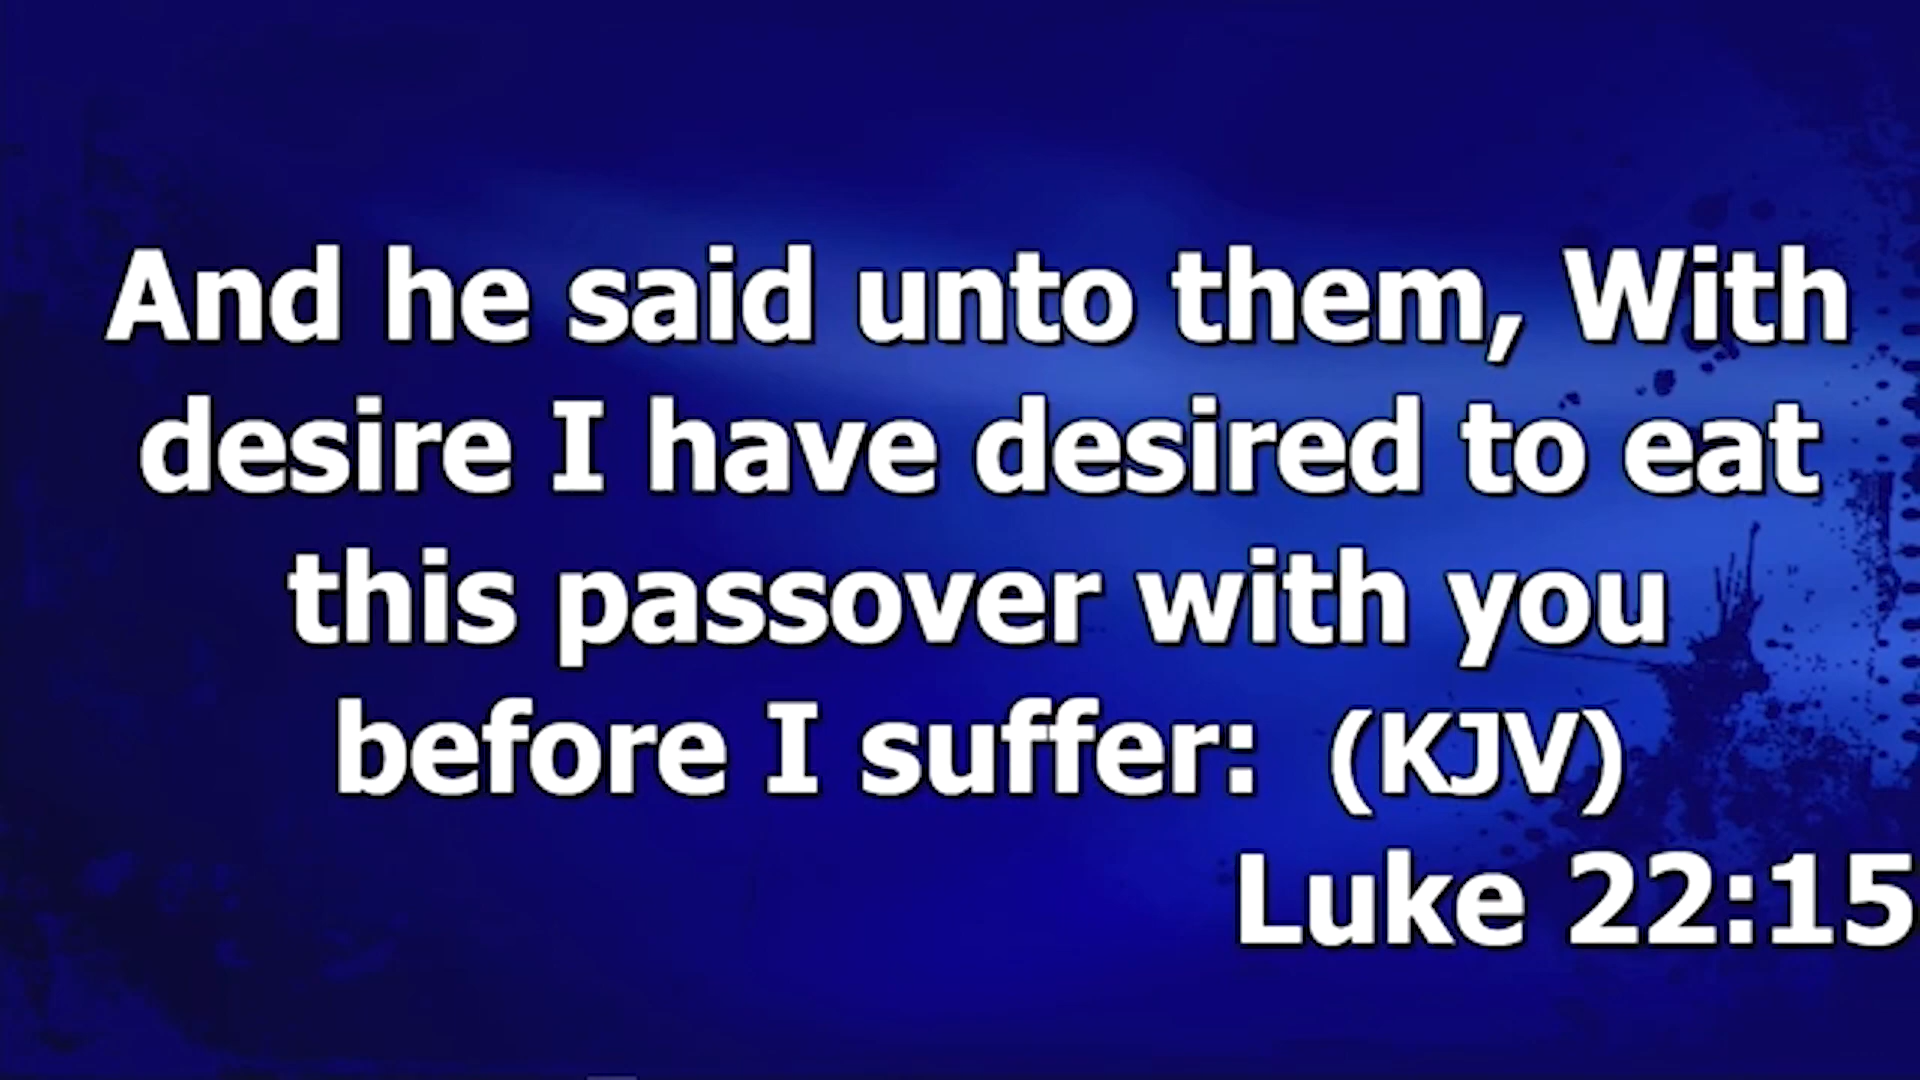 And he said unto them, With
desire I have desired to eat
this passover with you
before I suffer: (KJV)
Luke 22:15